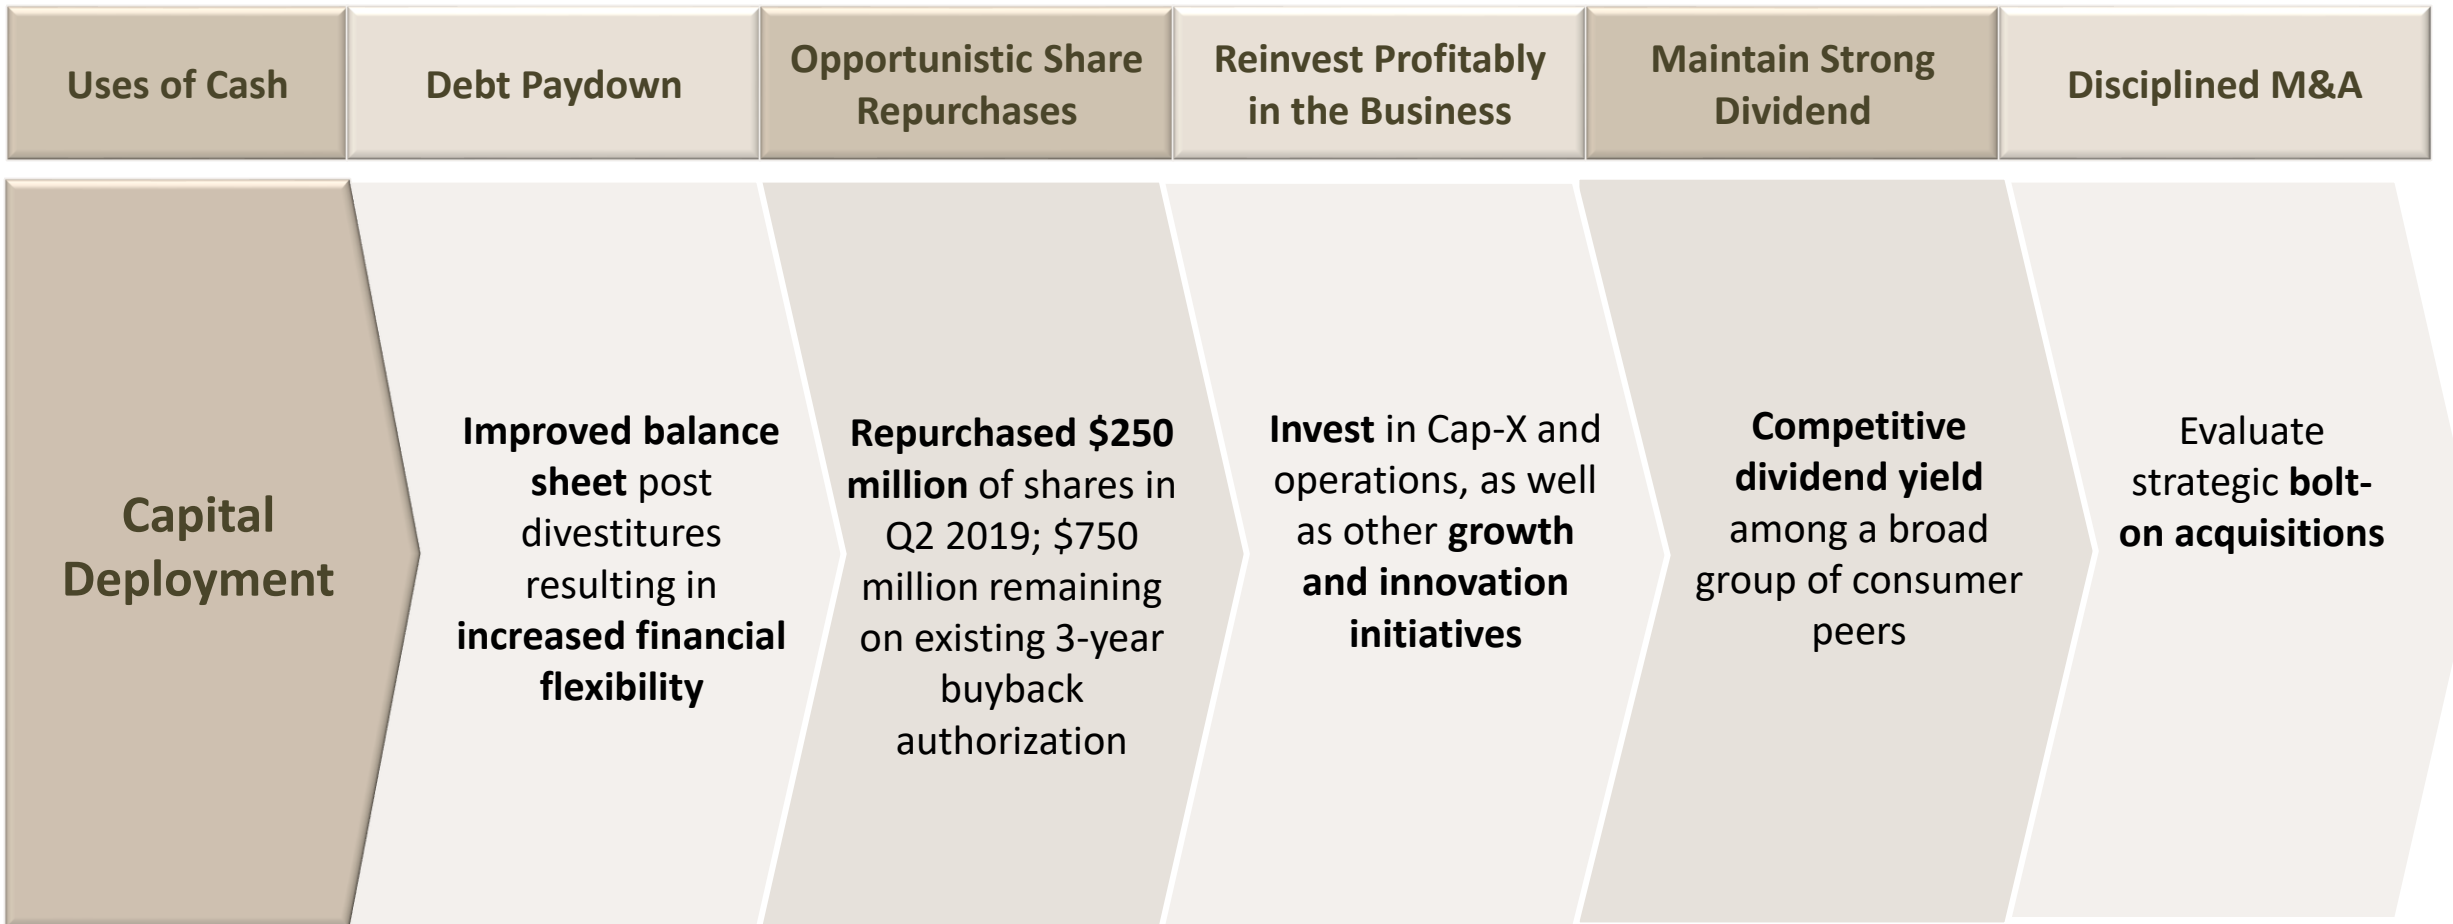 Uses of Cash
Debt Paydown
Opportunistic Share
Repurchases
Reinvest Profitably
in the Business
Maintain Strong
Dividend
Disciplined M&A
Capital
Deployment
Improved balance
sheet post
divestitures
resulting in
increased financial
flexibility
Repurchased $250
million of shares in
Q2 2019; $750
million remaining
on existing 3-year
buyback
authorization
Invest in Cap-X and
operations, as well
as other growth
and innovation
initiatives
Competitive
dividend yield
among a broad
group of consumer
peers
Evaluate
strategic bolt-
on acquisitions